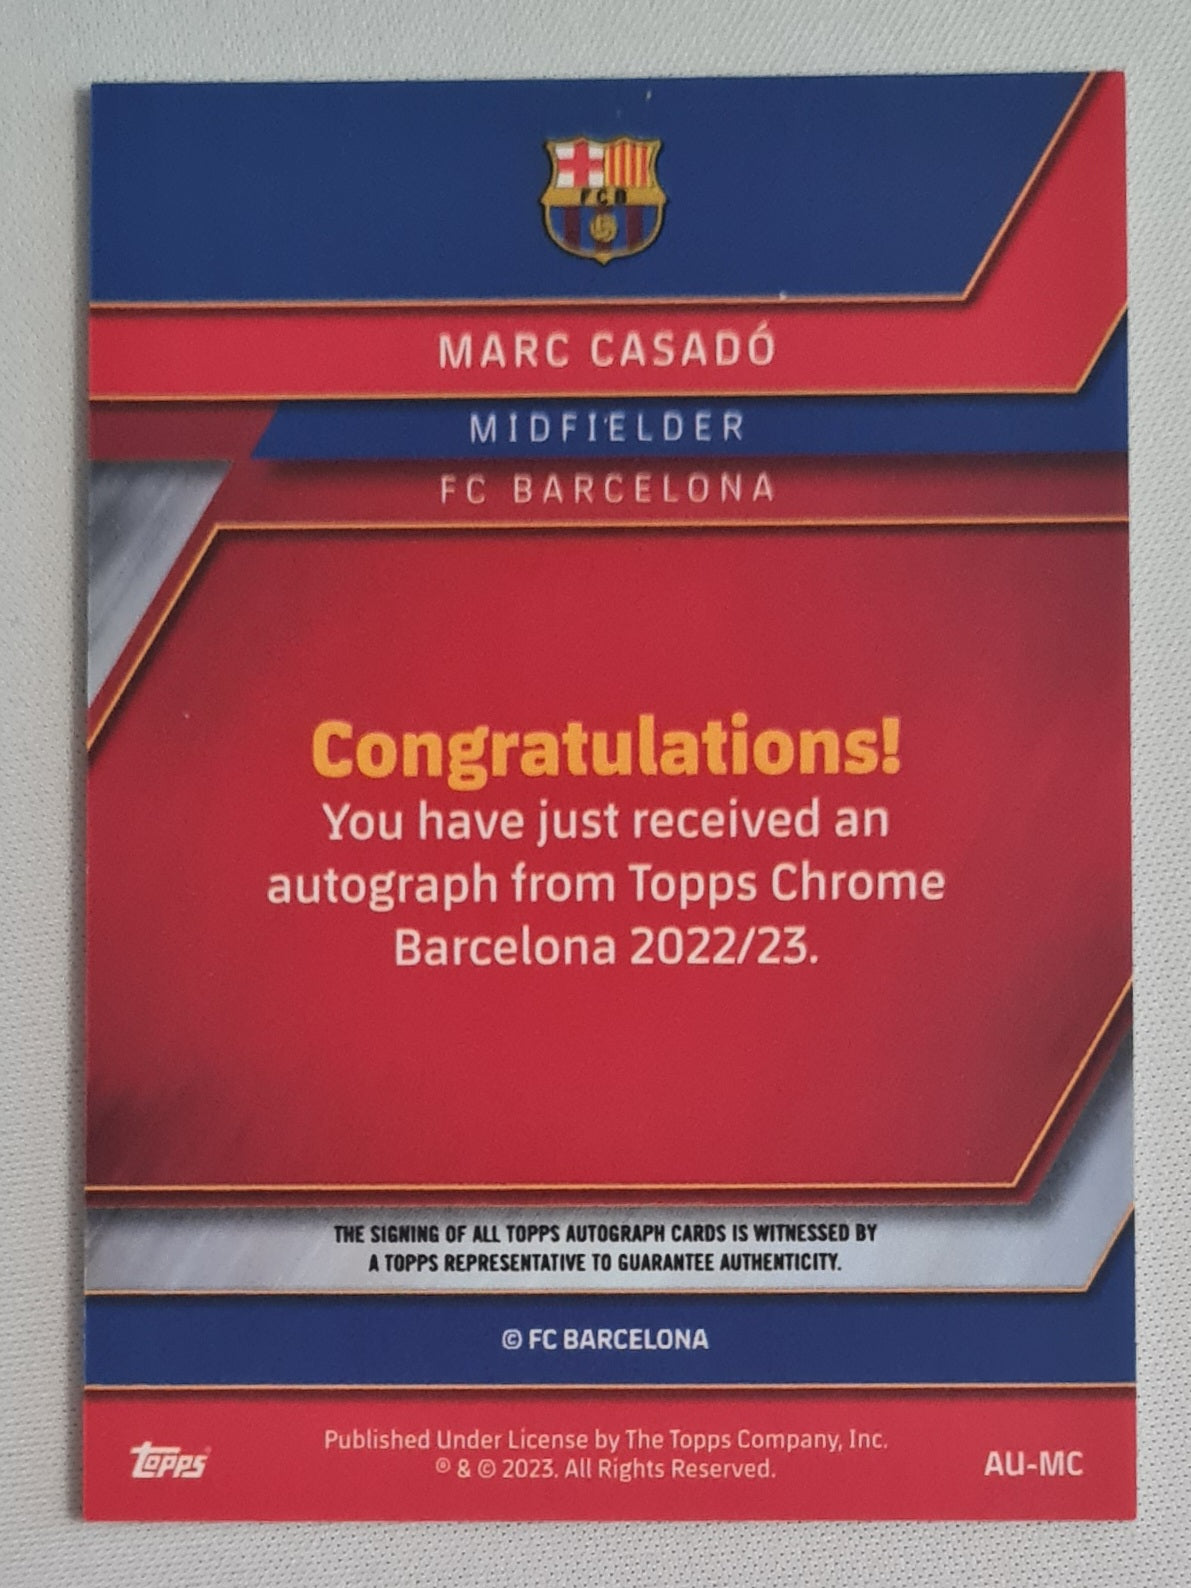 FCB
MARC CASADÓ
MIDFIELDER
FC BARCELONA
Congratulations!
You have just received an
autograph from Topps Chrome
Barcelona 2022/23.
THE SIGNING OF ALL TOPPS AUTOGRAPH CARDS IS WITNESSED BY
A TOPPS REPRESENTATIVE TO GUARANTEE AUTHENTICITY.
© FC BARCELONA
Published Under License by The Topps Company, Inc.
® & © 2023. All Rights Reserved.
Topps®
AU-MC